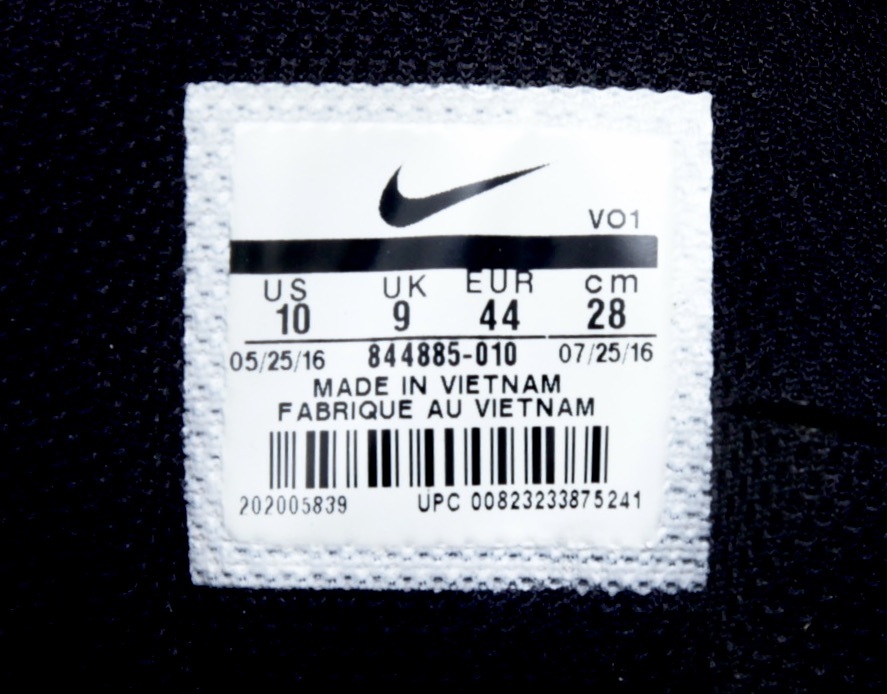 VO1
US UK EUR cm
10 9 44 28
05/25/16 844885-010 07/25/16
MADE IN VIETNAM
FABRIQUE AU VIETNAM
202005839 UPC 00823233875241